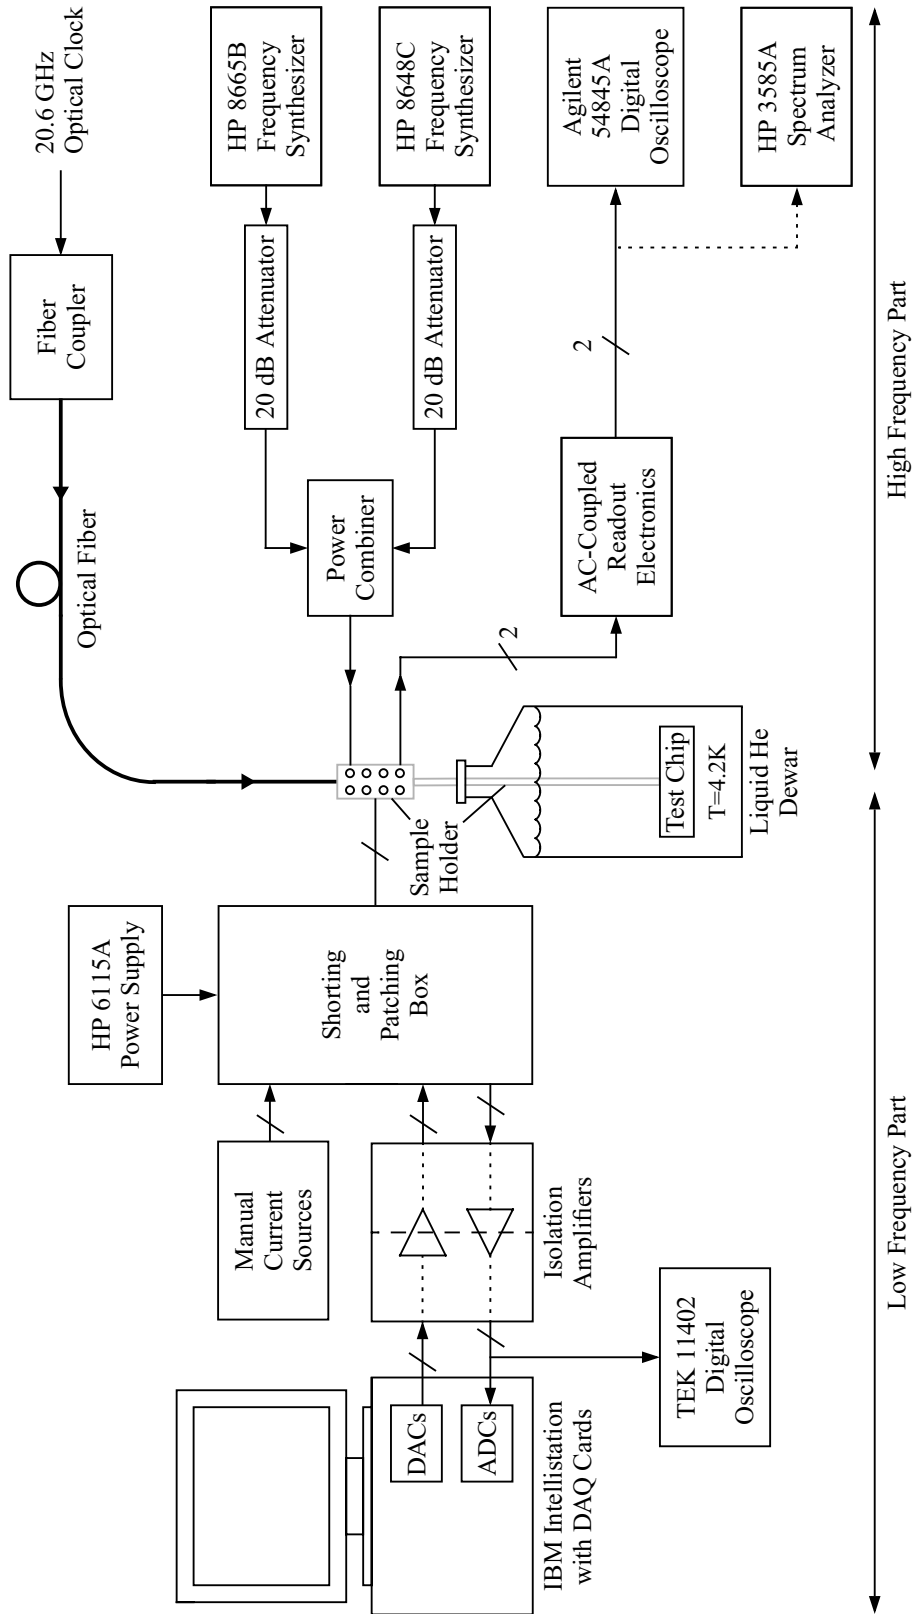 20.6 GHz
Optical Clock
Fiber
Coupler
Optical Fiber
HP 8665B
Frequency
Synthesizer
20 dB Attenuator
HP 8648C
Frequency
Synthesizer
20 dB Attenuator
Power
Combiner
Agilent
54845A
Digital
Oscilloscope
HP 3585A
Spectrum
Analyzer
2
AC-Coupled
Readout
Electronics
2
HP 6115A
Power Supply
Shorting
and
Patching
Box
Sample
Holder
Test Chip
T=4.2K
Liquid He
Dewar
Manual
Current
Sources
Isolation
Amplifiers
DACs
ADCs
IBM Intellistation
with DAQ Cards
TEK 11402
Digital
Oscilloscope
Low Frequency Part
High Frequency Part